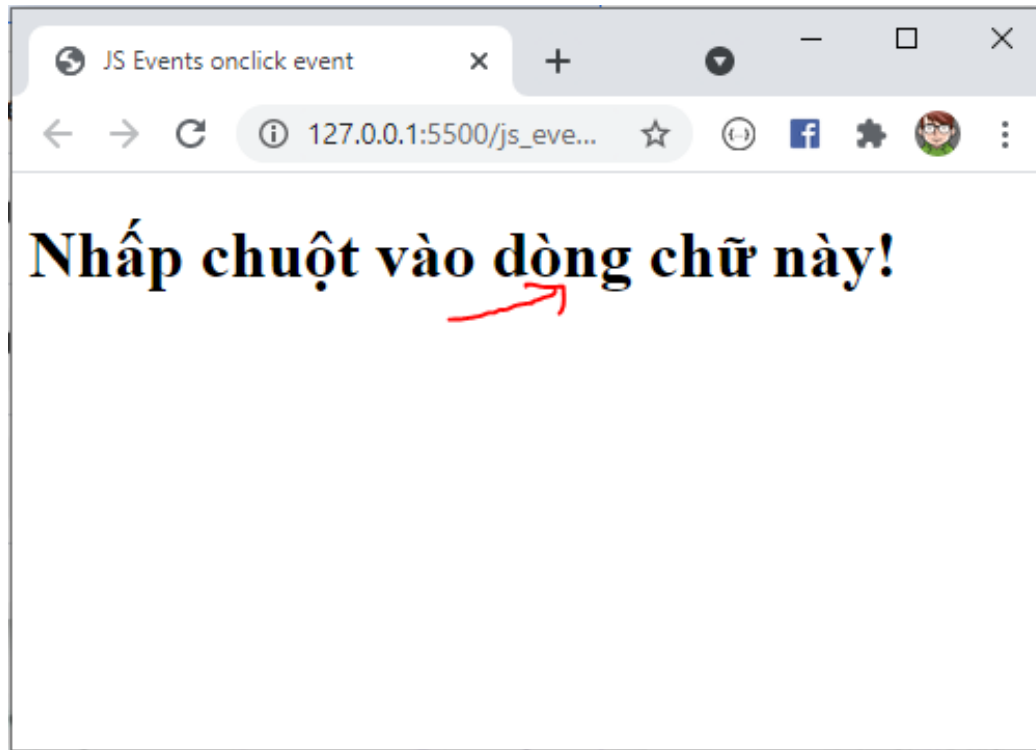 JS Events onclick event
127.0.0.1:5500/js_eve...
Nhấp chuột vào dòng chữ này!